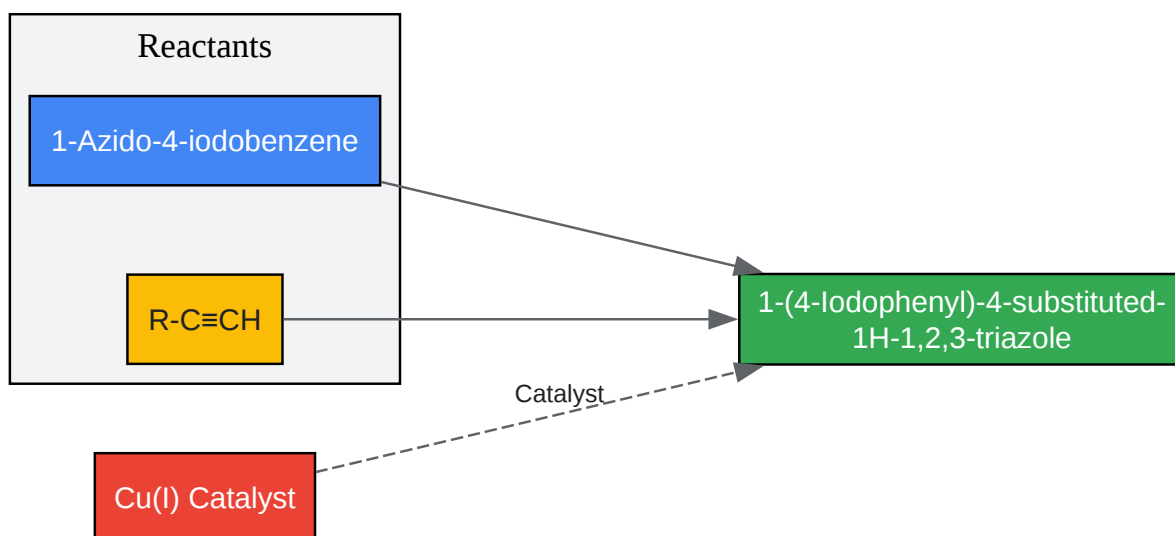 Reactants
1-Azido-4-iodobenzene
R-C≡CH
1-(4-Iodophenyl)-4-substituted-
1H-1,2,3-triazole
Catalyst
Cu(I) Catalyst